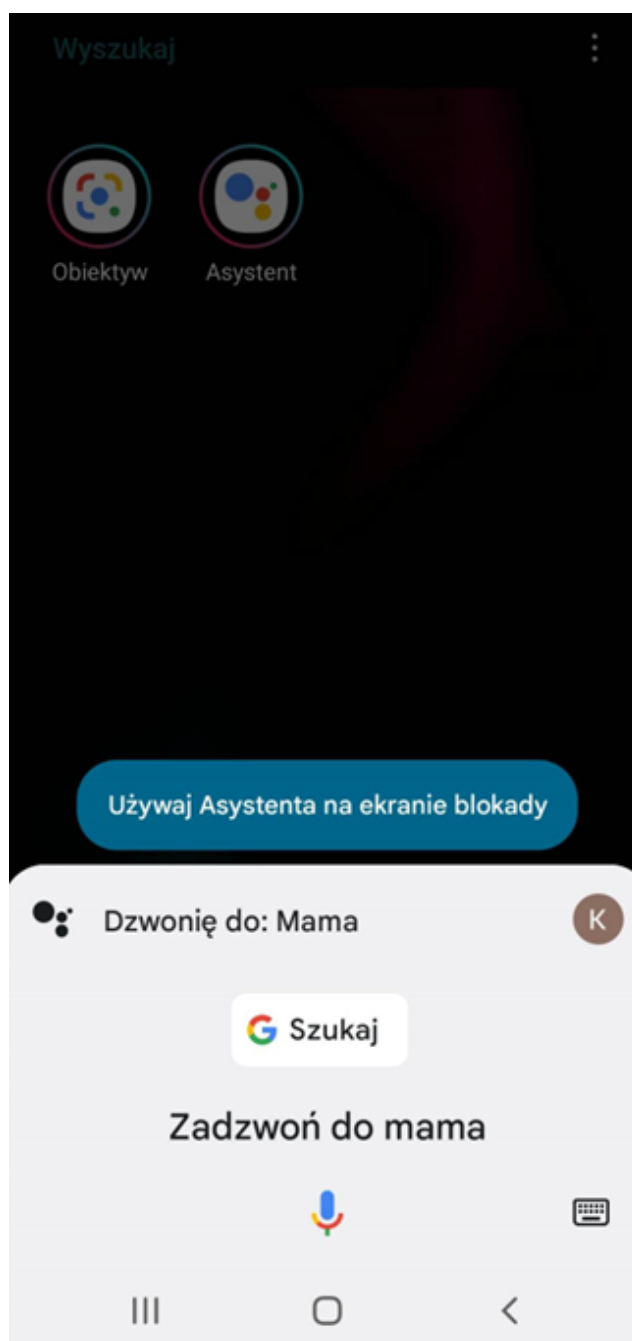 Wyszukaj
Obiektyw Asystent
Używaj Asystenta na ekranie blokady
Dzwonię do: Mama
K
G Szukaj
Zadzwoń do mama